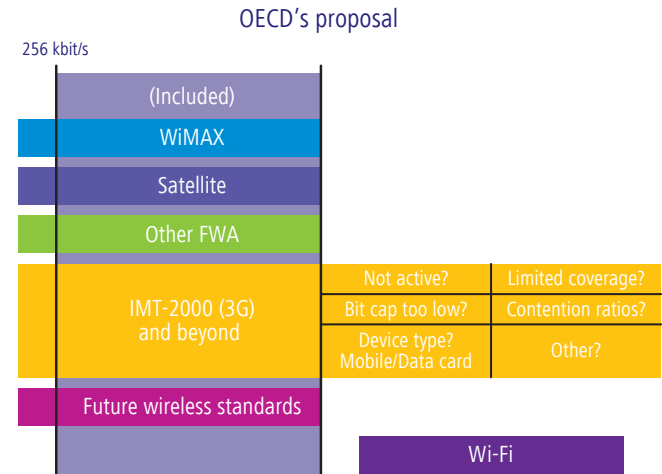 OECD's proposal
256 kbit/s
(Included)
WiMAX
Satellite
Other FWA
IMT-2000 (3G)
and beyond
Not active?
Limited coverage?
Bit cap too low?
Contention ratios?
Device type?
Mobile/Data card
Other?
Future wireless standards
Wi-Fi